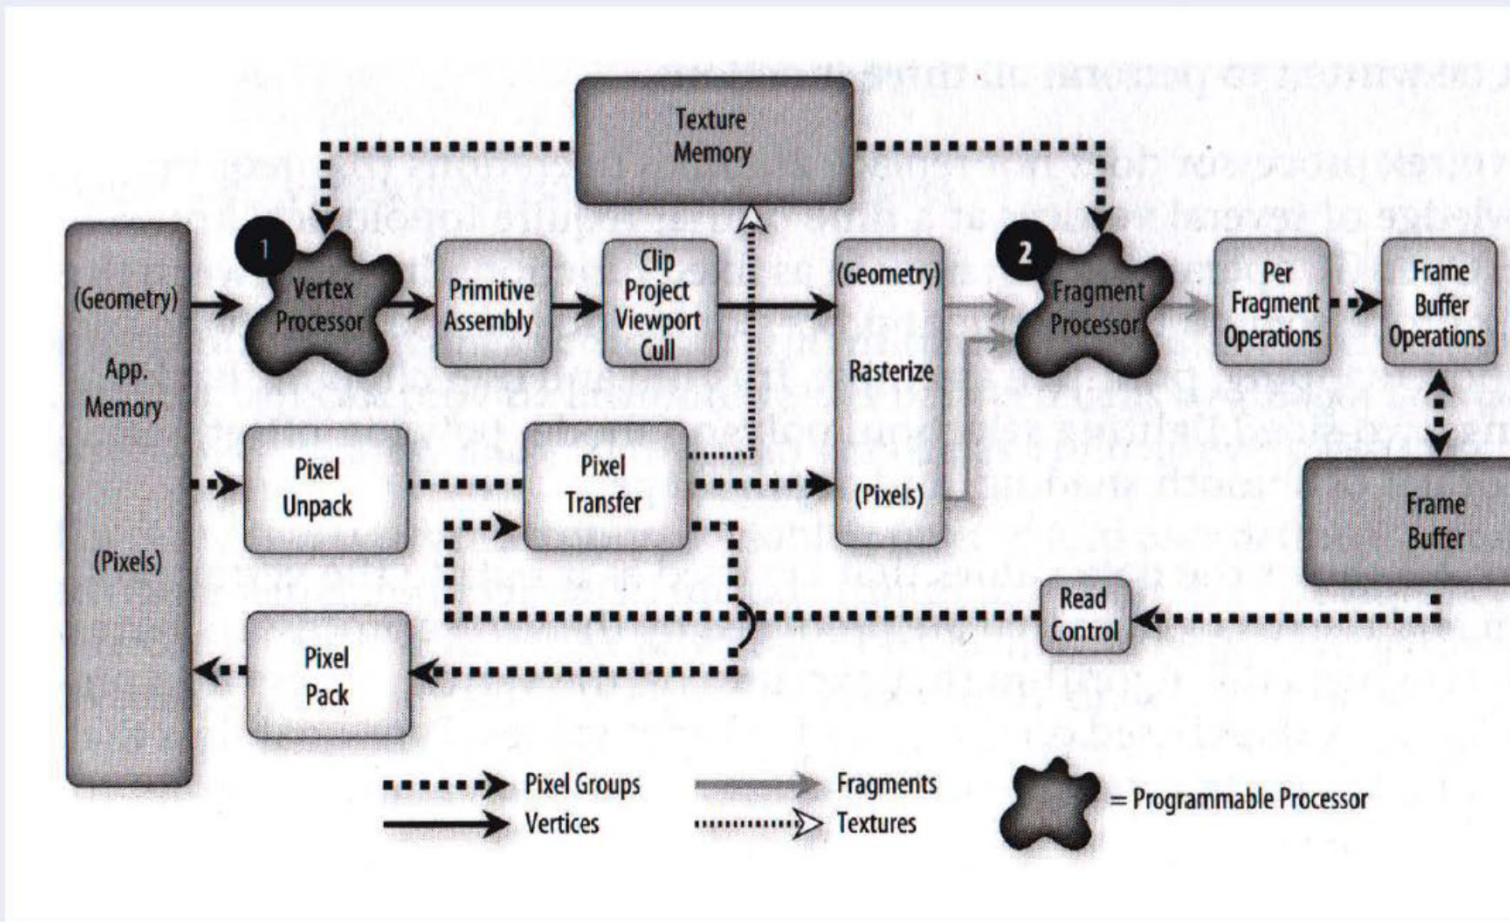 Texture
Memory
1
2
(Geometry)
App.
Memory
(Pixels)
Vertex
Processor
Primitive
Assembly
Clip
Project
Viewport
Cull
(Geometry)
Rasterize
(Pixels)
Fragment
Processor
Per
Fragment
Operations
Frame
Buffer
Operations
Pixel
Unpack
Pixel
Transfer
Frame
Buffer
Read
Control
Pixel
Pack
Pixel Groups
Vertices
Fragments
Textures
= Programmable Processor